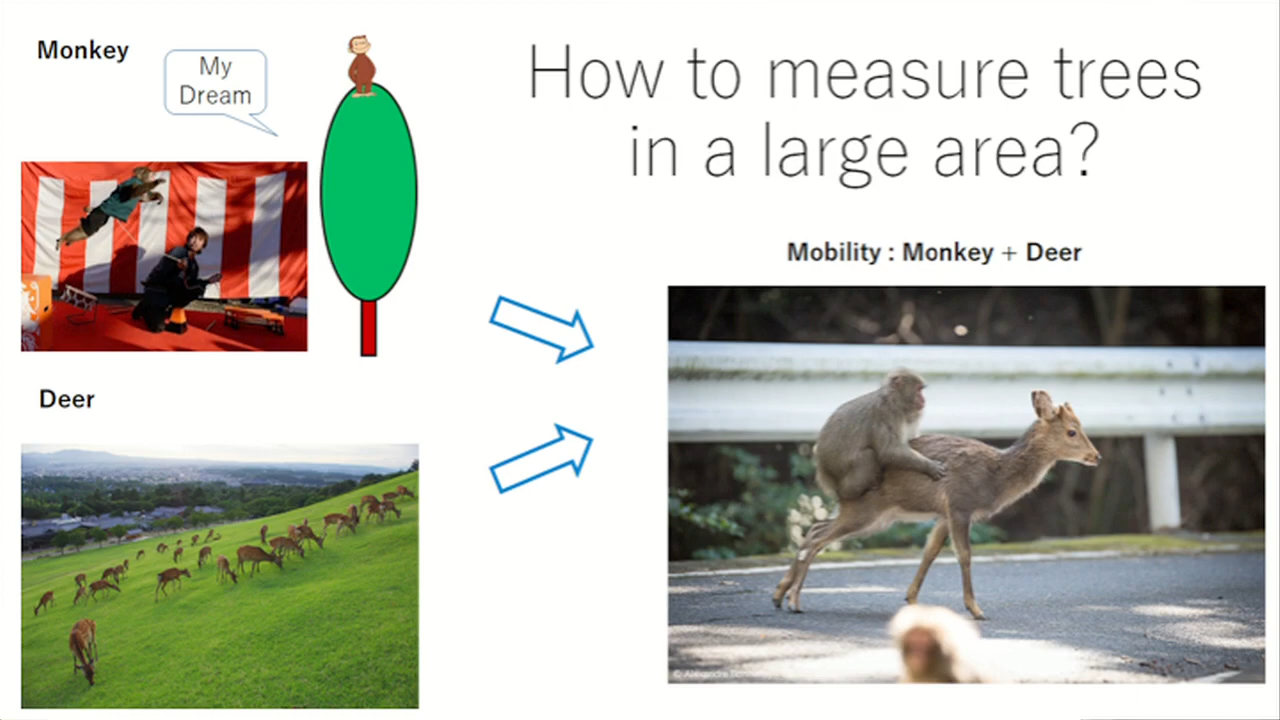 Monkey
My
Dream
How to measure trees
in a large area?
Mobility : Monkey + Deer
Deer